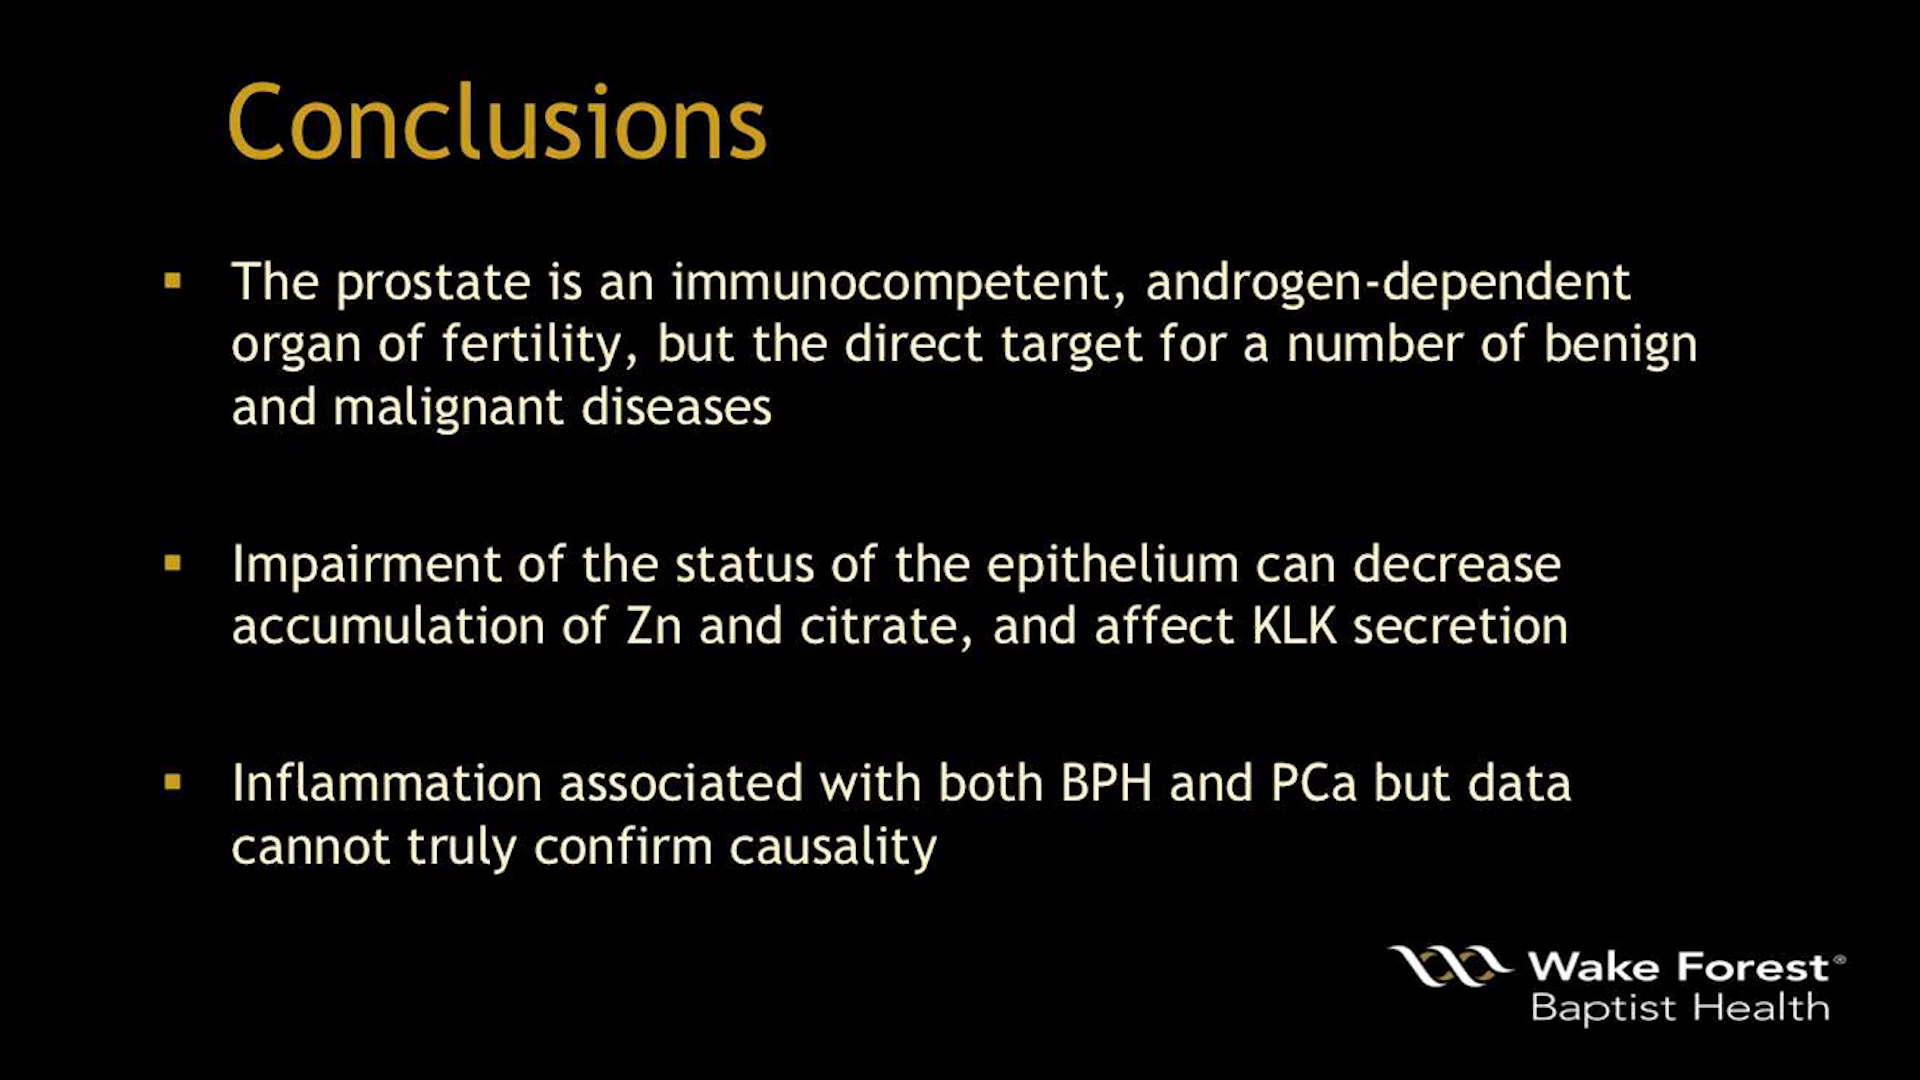 Conclusions
▪ The prostate is an immunocompetent, androgen-dependent
organ of fertility, but the direct target for a number of benign
and malignant diseases
▪ Impairment of the status of the epithelium can decrease
accumulation of Zn and citrate, and affect KLK secretion
▪ Inflammation associated with both BPH and PCa but data
cannot truly confirm causality
Wake Forest®
Baptist Health